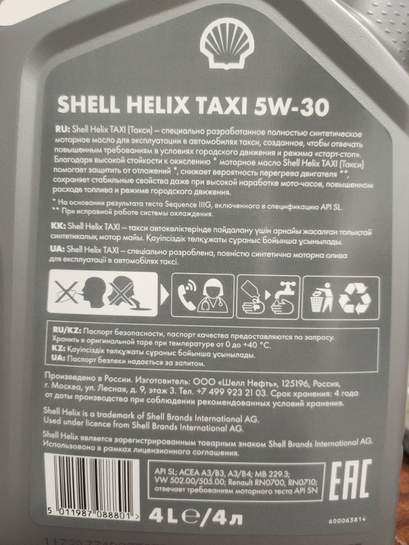 SHELL HELIX TAXI 5W-30
RU: Shell Helix TAXI (Такси) – специально разработанное полностью синтетическое
моторное масло для эксплуатации в автомобилях такси, созданное, чтобы отвечать
повышенным требованиям в условиях городского движения и режима «старт-стоп».
Благодаря высокой стойкости к окислению * моторное масло Shell Helix TAXI (Такси)
помогает защитить от отложений *, снижает вероятность перегрева двигателя **,
сохраняет стабильные свойства даже при высокой наработке мото-часов, повышенном
расходе топлива и режиме городского движения.
* На основании результата теста Sequence IIIG, включенного в спецификацию API SL.
** При исправной работе системы охлаждения.
KK: Shell Helix TAXI – такси автокөліктерінде пайдалану үшін арнайы жасалған толықтай
синтетикалық мотор майы. Қауіпсіздік төлқұжаты сұраныс бойынша ұсынылады.
UA: Shell Helix TAXI – спеціально розроблена, повністю синтетична моторна олива
для експлуатації в автомобілях таксі.
RU/KZ: Паспорт безопасности, паспорт качества предоставляются по запросу.
Хранить в оригинальной таре при температуре от 0 до +40 °C.
KZ: Қауіпсіздік төлқұжаты сұраныс бойынша ұсынылады.
UA: Паспорт безпеки надається за запитом.
Произведено в России. Изготовитель: ООО «Шелл Нефть», 125196, Россия,
г. Москва, ул. Лесная, д. 9, этаж 3. Тел. +7 499 923 21 03. Срок хранения: 4 года
от даты производства при соблюдении рекомендованных условий хранения.
Shell Helix is a trademark of Shell Brands International AG.
Used under licence from Shell Brands International AG.
Shell Helix является зарегистрированным товарным знаком Shell Brands International AG.
Использовано в рамках лицензионного соглашения.
API SL; ACEA A3/B3, A3/B4; MB 229.3;
VW 502.00/505.00; Renault RN0700, RN0710;
отвечает требованиям моторного теста API SN
EAC
5 011987 088801 >
4L℮/4л
600063814